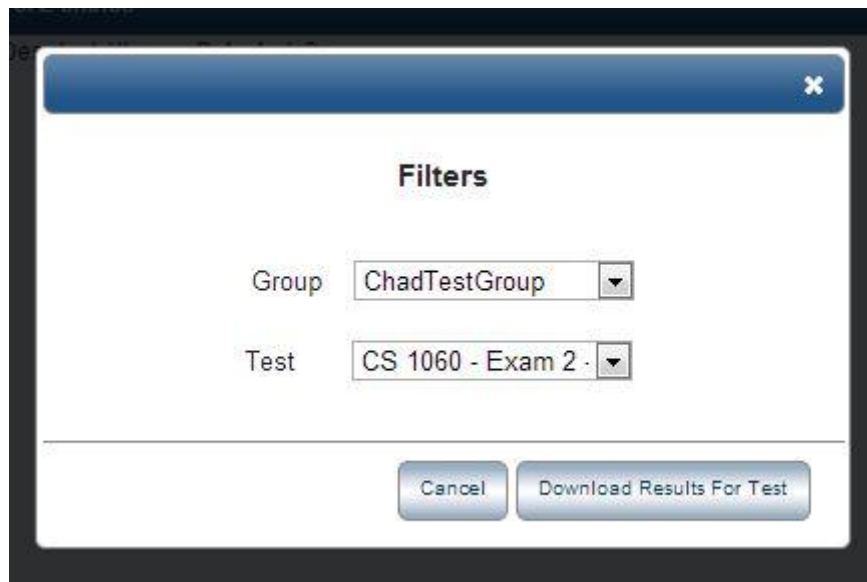 Filters
Group ChadTestGroup
Test CS 1060 - Exam 2 -
Cancel Download Results For Test